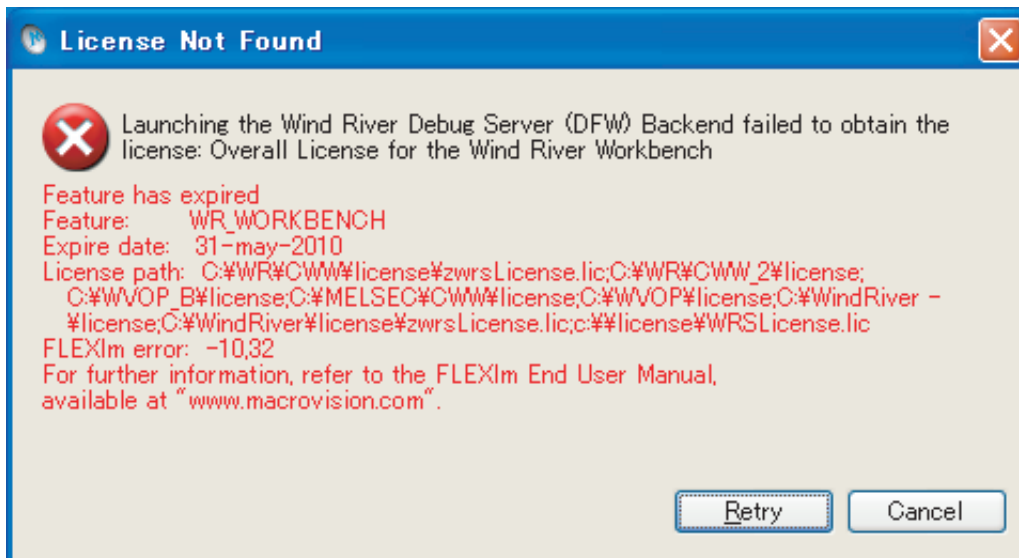 License Not Found
Launching the Wind River Debug Server (DFW) Backend failed to obtain the
license: Overall License for the Wind River Workbench
Feature has expired
Feature: WR_WORKBENCH
Expire date: 31-may-2010
License path: C:¥WR¥CWW¥license¥zwrsLicense.lic;C:¥WR¥CWW_2¥license;
C:¥WVOP_B¥license;C:¥MELSEC¥CWW¥license;C:¥WVOP¥license;C:¥WindRiver -
¥license;C:¥WindRiver¥license¥zwrsLicense.lic;c:¥¥license¥WRSLicense.lic
FLEXlm error: -10,32
For further information, refer to the FLEXlm End User Manual,
available at "www.macrovision.com".
Retry
Cancel